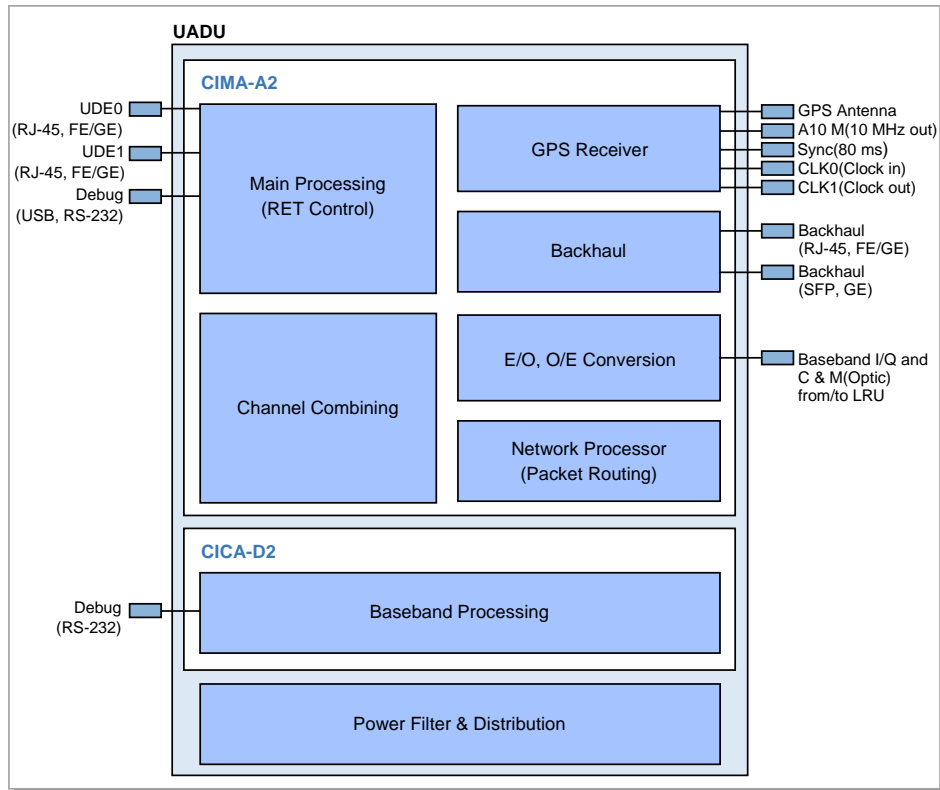 UADU
CIMA-A2
UDE0
(RJ-45, FE/GE)
UDE1
(RJ-45, FE/GE)
Debug
(USB, RS-232)
Main Processing
(RET Control)
GPS Receiver
GPS Antenna
A10 M(10 MHz out)
Sync(80 ms)
CLK0(Clock in)
CLK1(Clock out)
Backhaul
Backhaul
(RJ-45, FE/GE)
Backhaul
(SFP, GE)
Channel Combining
E/O, O/E Conversion
Baseband I/Q and
C & M(Optic)
from/to LRU
Network Processor
(Packet Routing)
CICA-D2
Debug
(RS-232)
Baseband Processing
Power Filter & Distribution